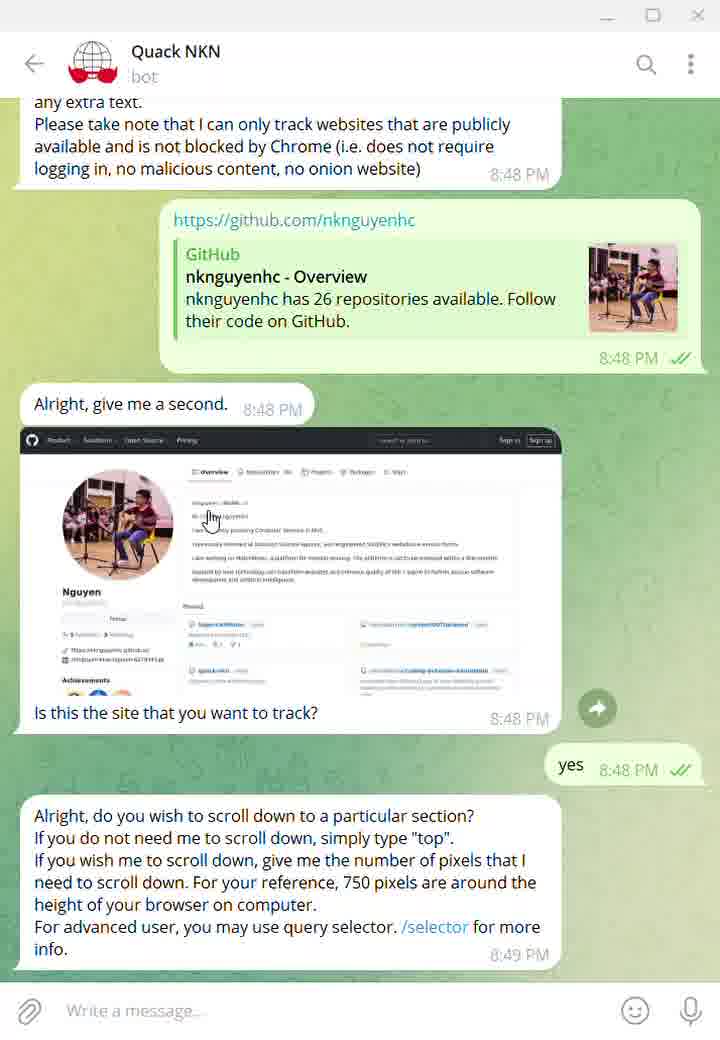 Quack NKN
bot
any extra text.
Please take note that I can only track websites that are publicly
available and is not blocked by Chrome (i.e. does not require
logging in, no malicious content, no onion website)
8:48 PM
https://github.com/nknguyenhc
GitHub
nknguyenhc - Overview
nknguyenhc has 26 repositories available. Follow
their code on GitHub.
8:48 PM
Alright, give me a second.
8:48 PM
Product Solutions Open Source Pricing
Sign in Sign up
Overview
Nguyen
Follow
Achievements
Is this the site that you want to track?
8:48 PM
yes
8:48 PM
Alright, do you wish to scroll down to a particular section?
If you do not need me to scroll down, simply type "top".
If you wish me to scroll down, give me the number of pixels that I
need to scroll down. For your reference, 750 pixels are around the
height of your browser on computer.
For advanced user, you may use query selector. /selector for more
info.
8:49 PM
Write a message...